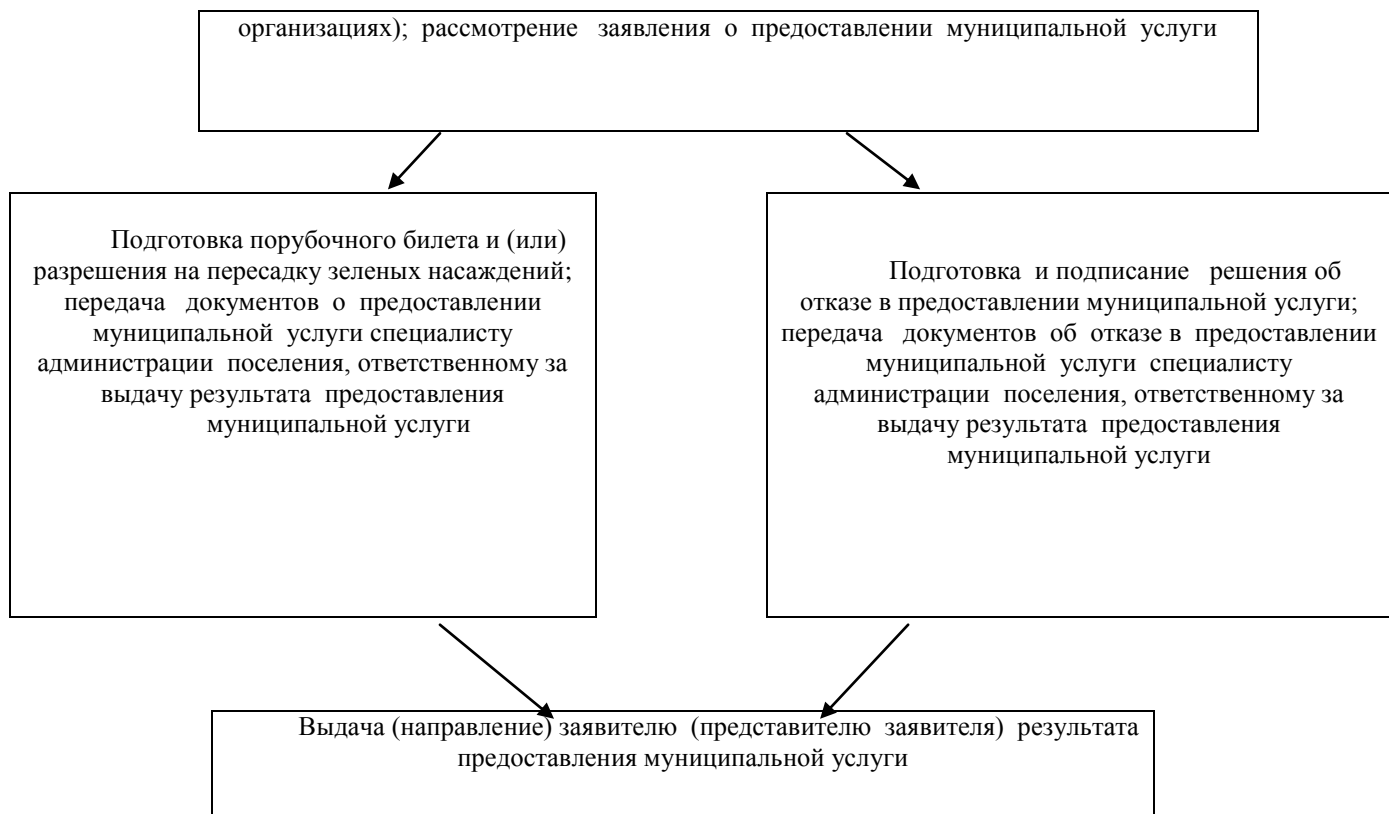 организациях); рассмотрение заявления о предоставлении муниципальной услуги
Подготовка порубочного билета и (или)
разрешения на пересадку зеленых насаждений;
передача документов о предоставлении
муниципальной услуги специалисту
администрации поселения, ответственному за
выдачу результата предоставления
муниципальной услуги
Подготовка и подписание решения об
отказе в предоставлении муниципальной услуги;
передача документов об отказе в предоставлении
муниципальной услуги специалисту
администрации поселения, ответственному за
выдачу результата предоставления
муниципальной услуги
Выдача (направление) заявителю (представителю заявителя) результата
предоставления муниципальной услуги